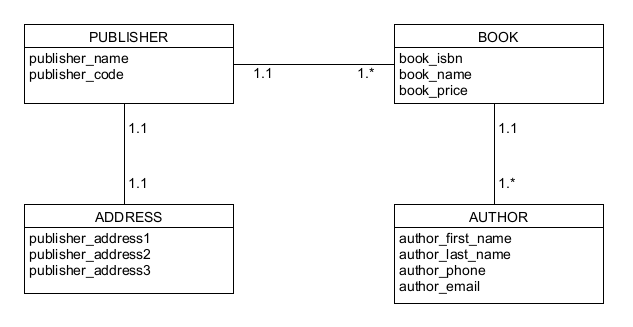 PUBLISHER
publisher_name
publisher_code
1.1
1.*
BOOK
book_isbn
book_name
book_price
1.1
1.1
1.1
1.*
ADDRESS
publisher_address1
publisher_address2
publisher_address3
AUTHOR
author_first_name
author_last_name
author_phone
author_email